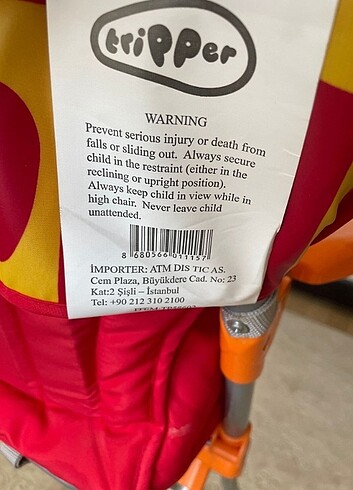 tripper
WARNING
Prevent serious injury or death from
falls or sliding out. Always secure
child in the restraint (either in the
reclining or upright position).
Always keep child in view while in
high chair. Never leave child
unattended.
8 680566 011157
İMPORTER: ATM DIS TIC AS.
Cem Plaza, Büyükdere Cad. No: 23
Kat:2 Şişli – İstanbul
Tel: +90 212 310 2100